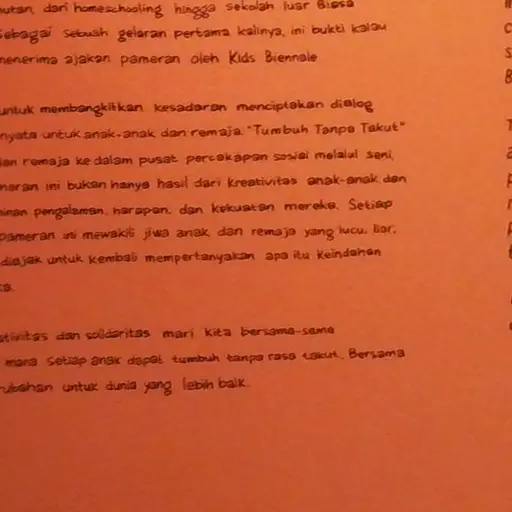 hutan, dari homeschooling hingga sekolah luar Biasa
Sebagai sebuah gelaran pertama kalinya, ini bukti kalau
menerima ajakan pameran oleh Kids Biennale
untuk membangkitkan kesadaran menciptakan dialog
nyata untuk anak-anak dan remaja. "Tumbuh Tanpa Takut"
dan remaja ke dalam pusat percakapan sosial melalui seni,
meran ini bukan hanya hasil dari kreativitas anak-anak dan
minan pengalaman, harapan, dan kekuatan mereka. Setiap
pameran ini mewakili jiwa anak dan remaja yang lucu, liar,
diajak untuk kembali mempertanyakan apa itu Keindahan
a.
ativitas dan solidaritas mari kita bersama-sama
mana setiap anak dapat tumbuh tanpa rasa takut. Bersama
rubahan untuk dunia yang lebih baik.